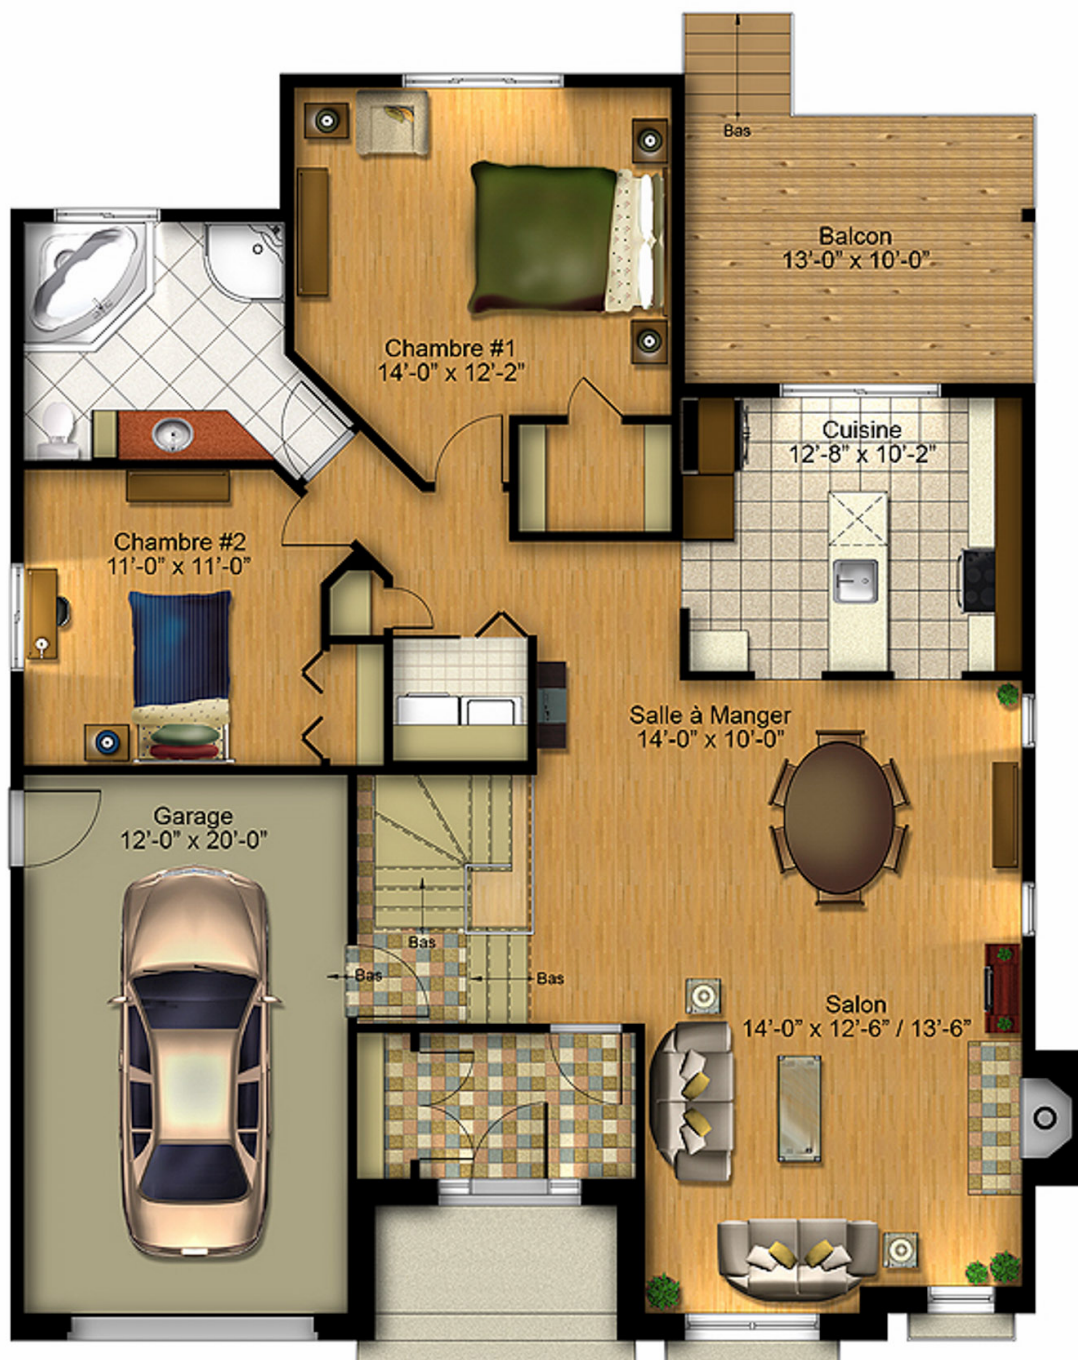 Bas
Balcon
13'-0" x 10'-0"
Chambre #1
14'-0" x 12'-2"
Cuisine
12'-8" x 10'-2"
Chambre #2
11'-0" x 11'-0"
Salle à Manger
14'-0" x 10'-0"
Garage
12'-0" x 20'-0"
Bas
Bas
Bas
Salon
14'-0" x 12'-6" / 13'-6"